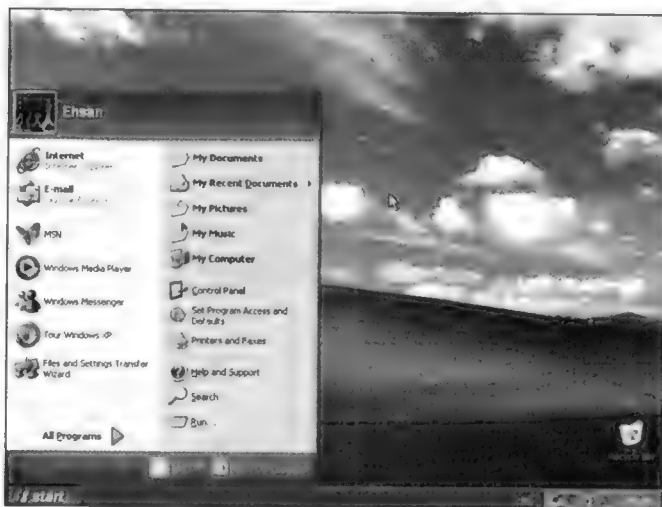 Ehsan
Internet
E-mail
MSN
Windows Media Player
Windows Messenger
Tour Windows XP
Files and Settings Transfer
Wizard
All Programs
My Documents
My Recent Documents
My Pictures
My Music
My Computer
Control Panel
Set Program Access and
Defaults
Printers and Faxes
Help and Support
Search
Run...
start